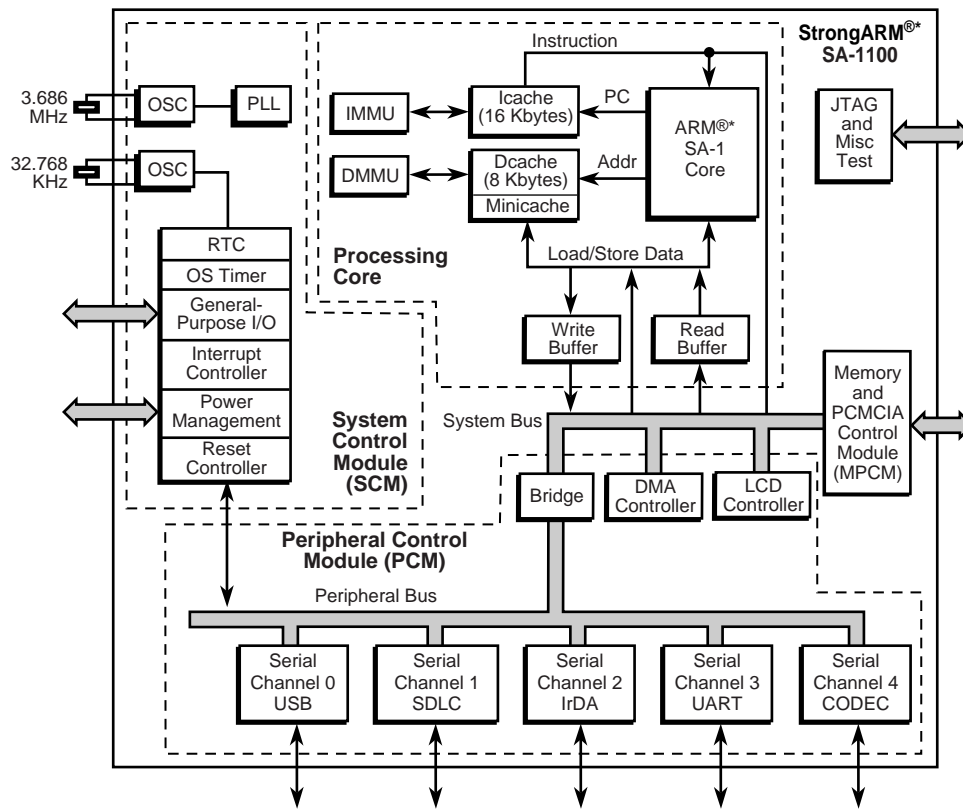 StrongARM®*
SA-1100
3.686
MHz
OSC
PLL
32.768
KHz
OSC
RTC
OS Timer
General-
Purpose I/O
Interrupt
Controller
Power
Management
Reset
Controller
System
Control
Module
(SCM)
Processing
Core
Instruction
IMMU
Icache
(16 Kbytes)
PC
ARM®*
SA-1
Core
DMMU
Dcache
(8 Kbytes)
Minicache
Addr
Load/Store Data
Write
Buffer
Read
Buffer
JTAG
and
Misc
Test
System Bus
Memory
and
PCMCIA
Control
Module
(MPCM)
Bridge
DMA
Controller
LCD
Controller
Peripheral Control
Module (PCM)
Peripheral Bus
Serial
Channel 0
USB
Serial
Channel 1
SDLC
Serial
Channel 2
IrDA
Serial
Channel 3
UART
Serial
Channel 4
CODEC